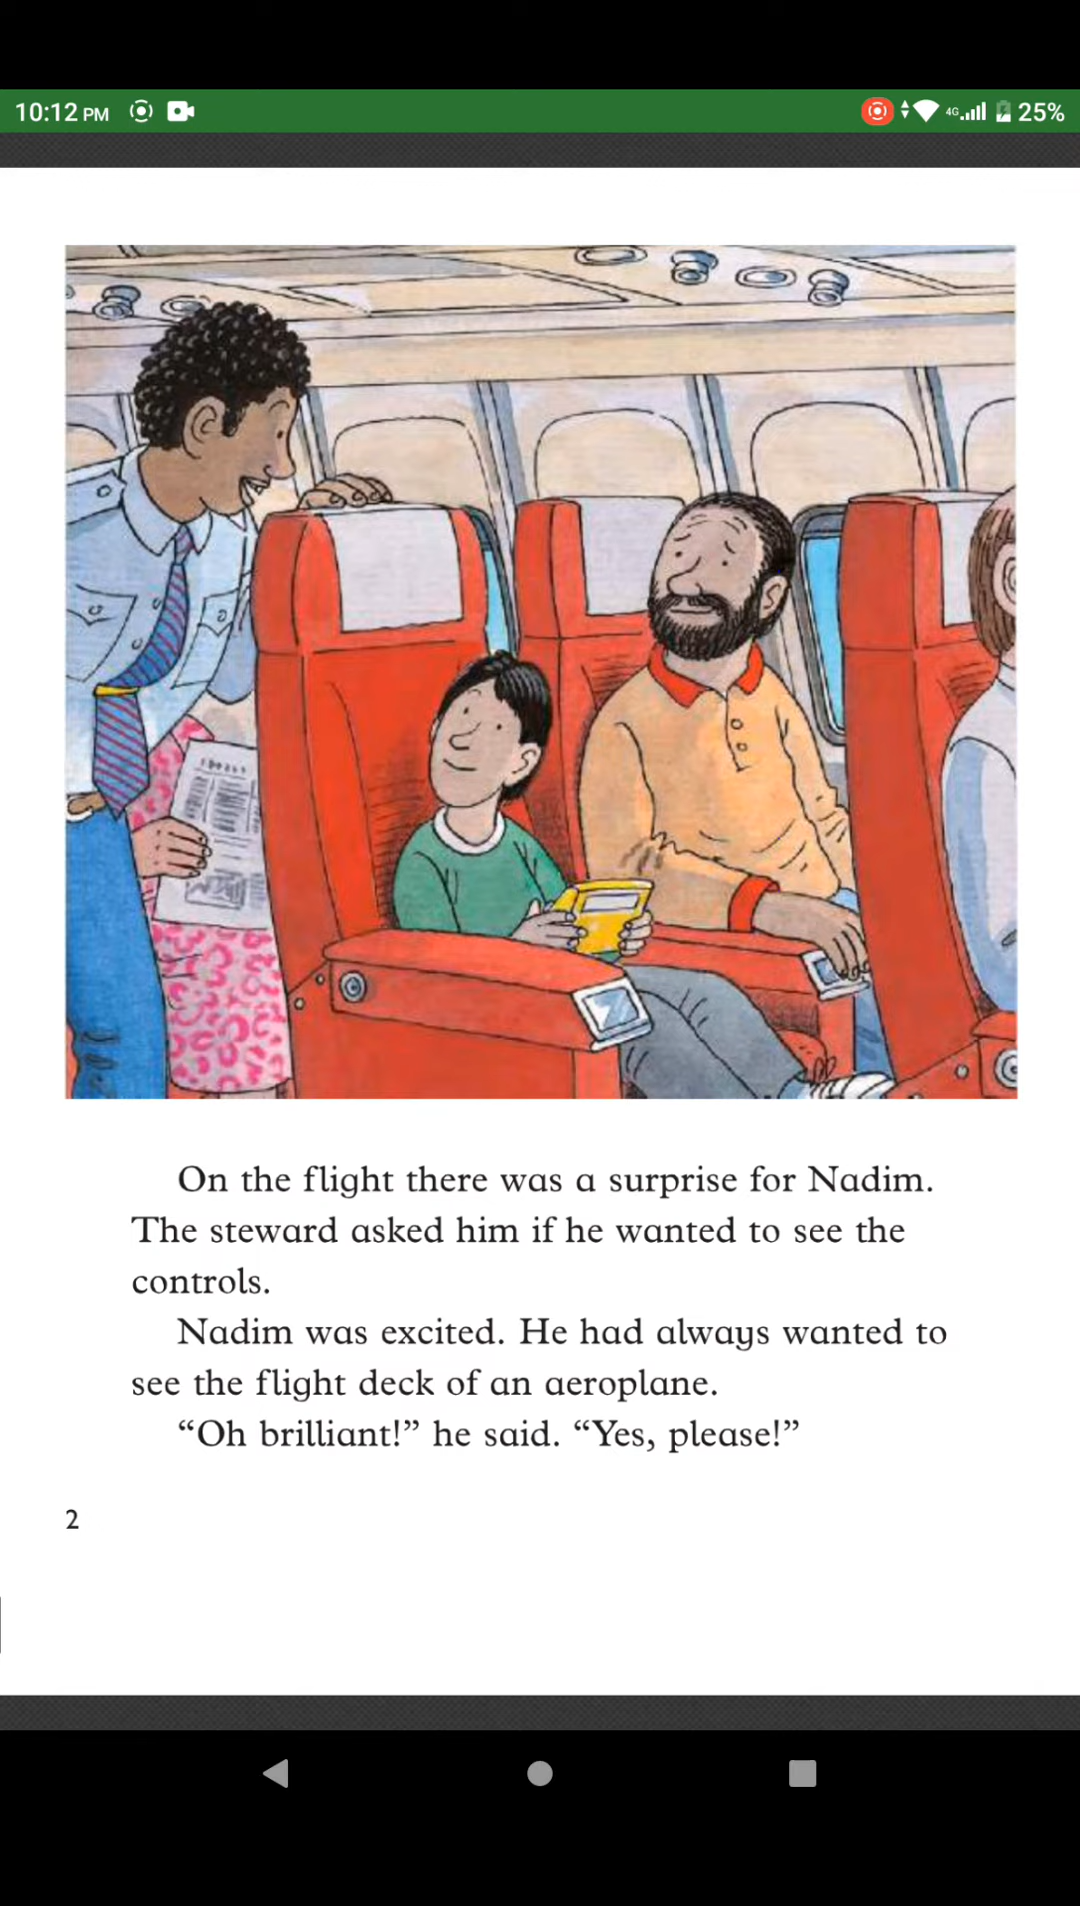 10:12 PM
4G 25%
On the flight there was a surprise for Nadim.
The steward asked him if he wanted to see the
controls.
Nadim was excited. He had always wanted to
see the flight deck of an aeroplane.
“Oh brilliant!” he said. “Yes, please!”
2